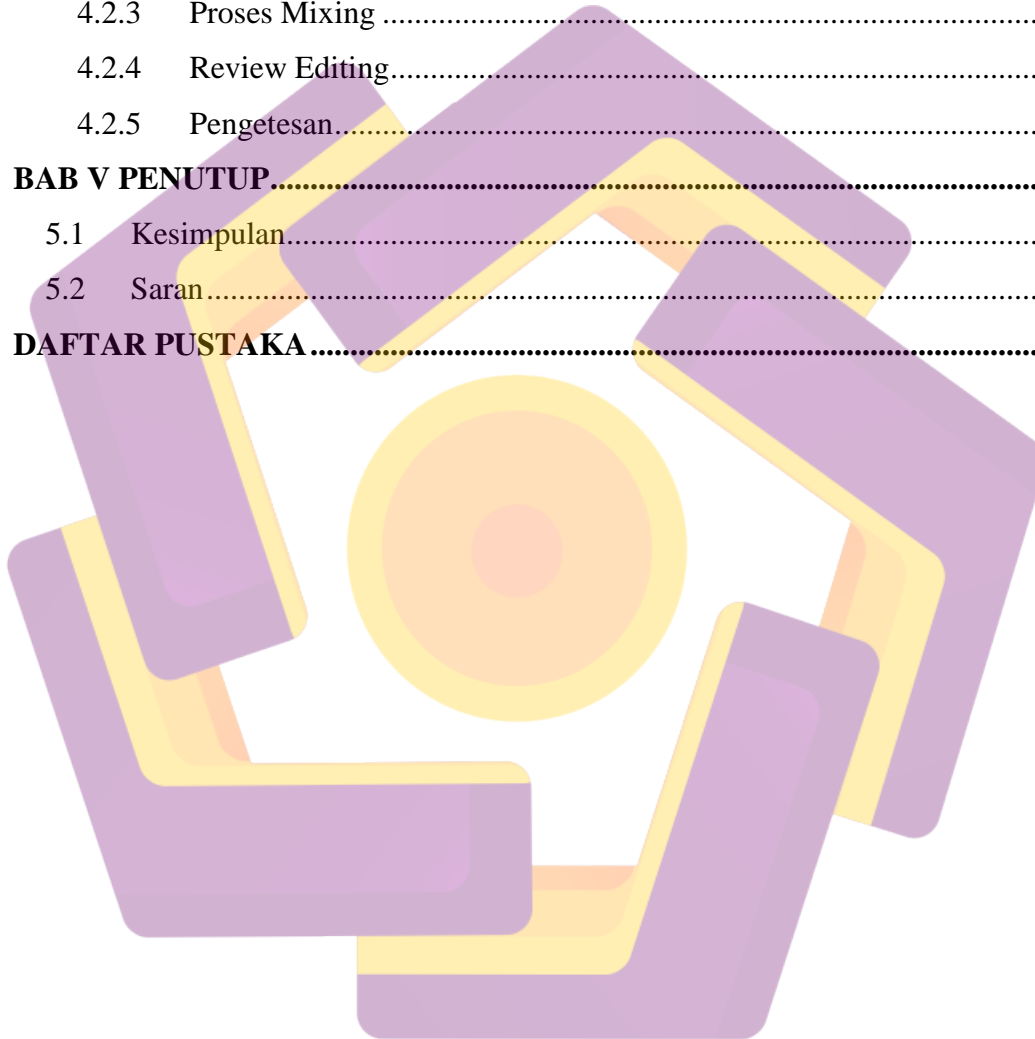 4.2.3 Proses Mixing ................................................................................
4.2.4 Review Editing................................................................................
4.2.5 Pengetesan ................................................................................
BAB V PENUTUP................................................................................
5.1 Kesimpulan................................................................................
5.2 Saran ................................................................................
DAFTAR PUSTAKA ................................................................................